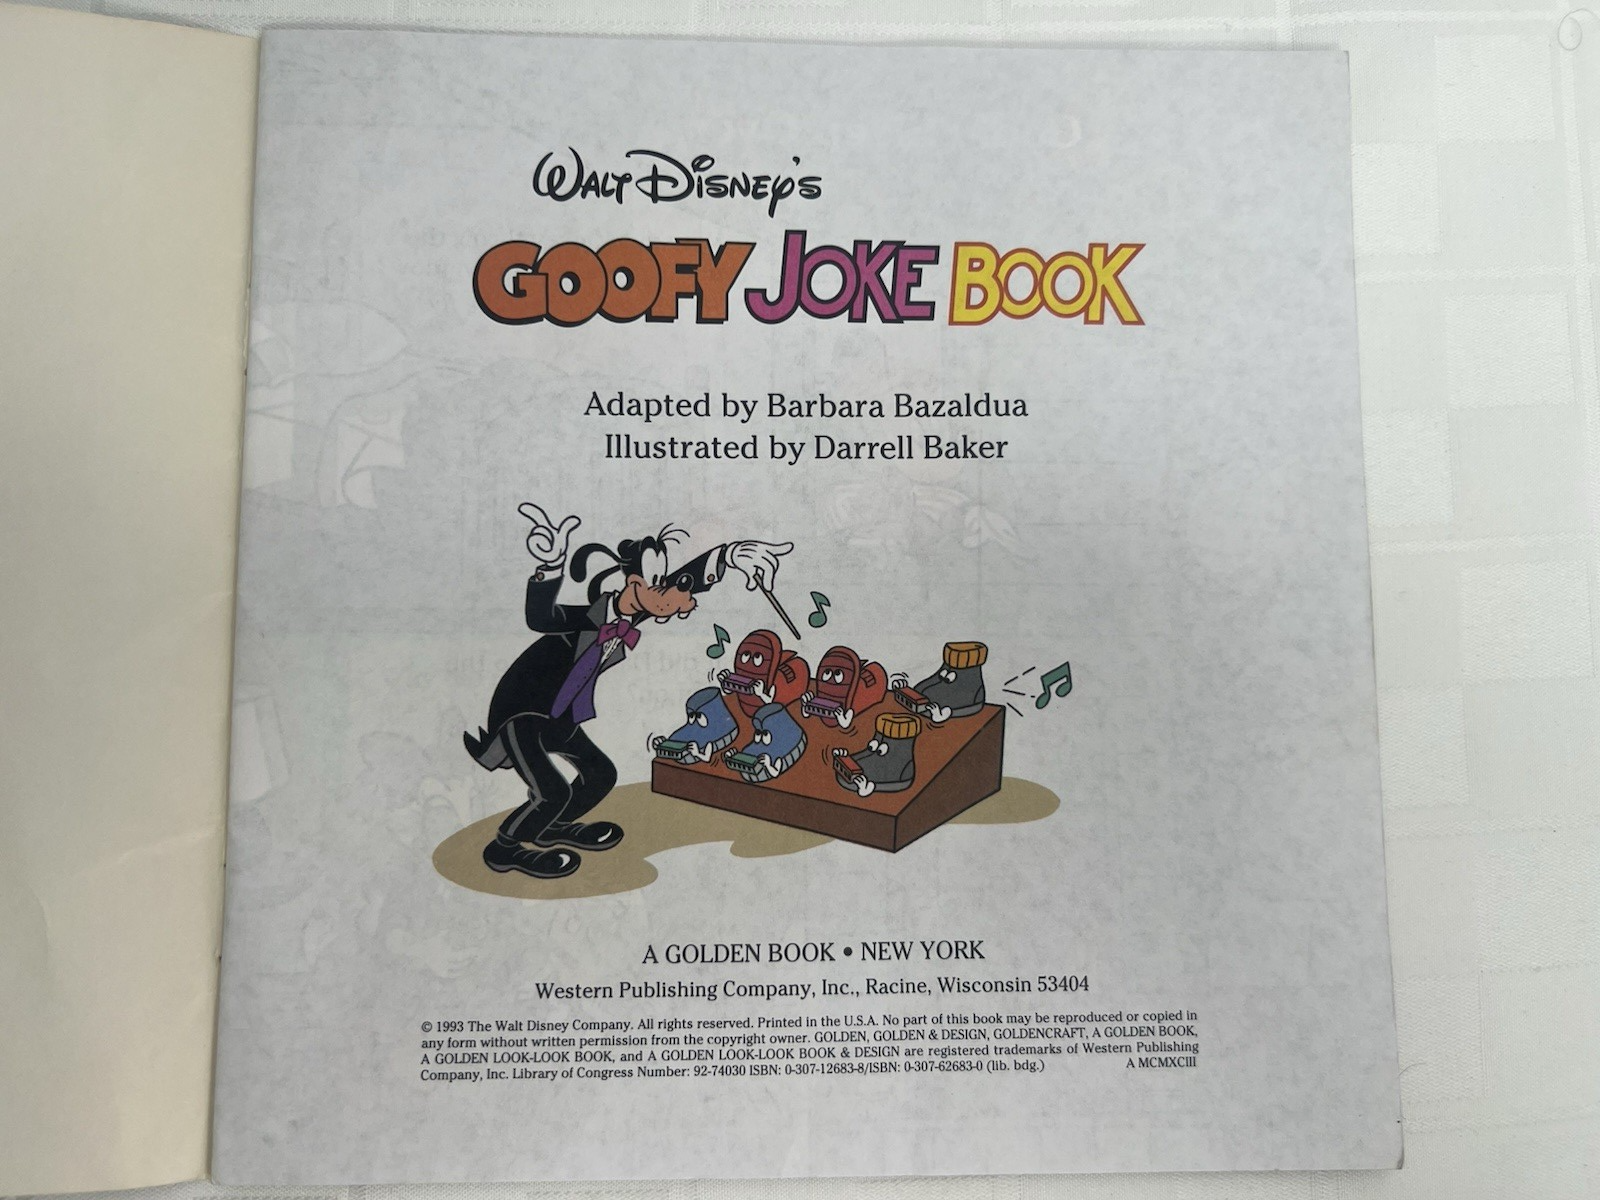 WALT DISNEY'S
GOOFY JOKE BOOK
Adapted by Barbara Bazaldua
Illustrated by Darrell Baker
A GOLDEN BOOK • NEW YORK
Western Publishing Company, Inc., Racine, Wisconsin 53404
© 1993 The Walt Disney Company. All rights reserved. Printed in the U.S.A. No part of this book may be reproduced or copied in
any form without written permission from the copyright owner. GOLDEN, GOLDEN & DESIGN, GOLDENCRAFT, A GOLDEN BOOK,
A GOLDEN LOOK-LOOK BOOK, and A GOLDEN LOOK-LOOK BOOK & DESIGN are registered trademarks of Western Publishing
Company, Inc. Library of Congress Number: 92-74030 ISBN: 0-307-12683-8/ISBN: 0-307-62683-0 (lib. bdg.) A MCMXCIII